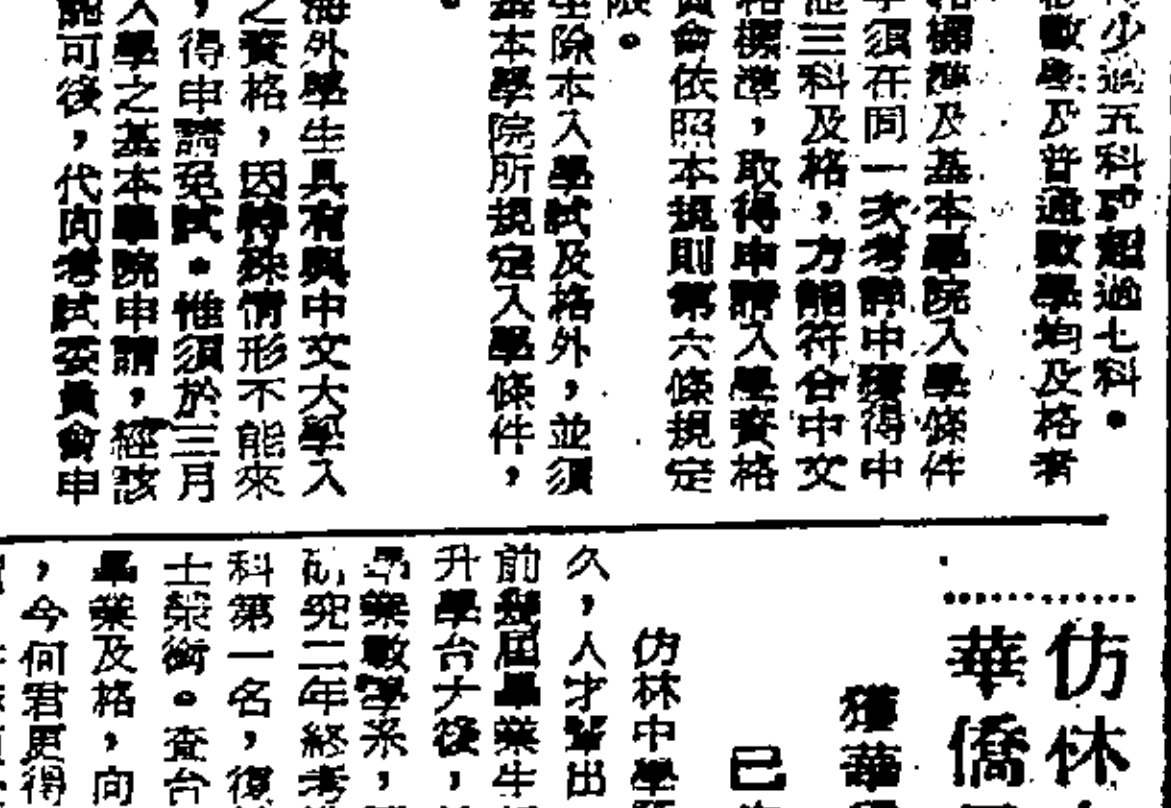 得少過五科或超過七科。
數學及普通數學均及格者
格標準及基本學院入學條件
學須在同一次考試中獲得中
他三科及格,方能符合中文
格標準,取得申請入學資格
員會依照本規則第六條規定
限。
生除本入學試及格外,並須
基本學院所規定入學條件,
。
海外學生具有與中文大學入
之資格,因特殊情形不能來
,得申請免試。惟須於三月
入學之基本學院申請,經該
認可後,代向考試委員會申
仿林
華僑
獲華
已
仿林中學
久,人才輩出
前幾屆畢業生
升學台大後,
畢業數學系,
研究二年終考
科第一名,復
士榮銜。查台
畢業及格,向
,今何君更得